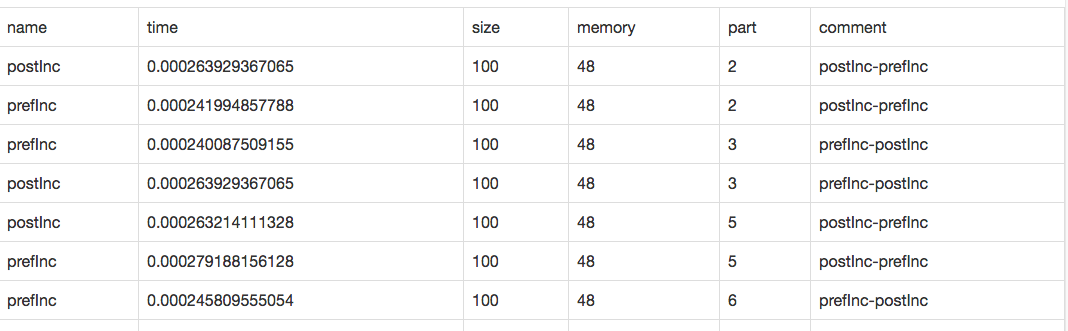 name time size memory part comment
postInc 0.000263929367065 100 48 2 postInc-prefInc
prefInc 0.000241994857788 100 48 2 postInc-prefInc
prefInc 0.000240087509155 100 48 3 prefInc-postInc
postInc 0.000263929367065 100 48 3 prefInc-postInc
postInc 0.000263214111328 100 48 5 postInc-prefInc
prefInc 0.000279188156128 100 48 5 postInc-prefInc
prefInc 0.000245809555054 100 48 6 prefInc-postInc